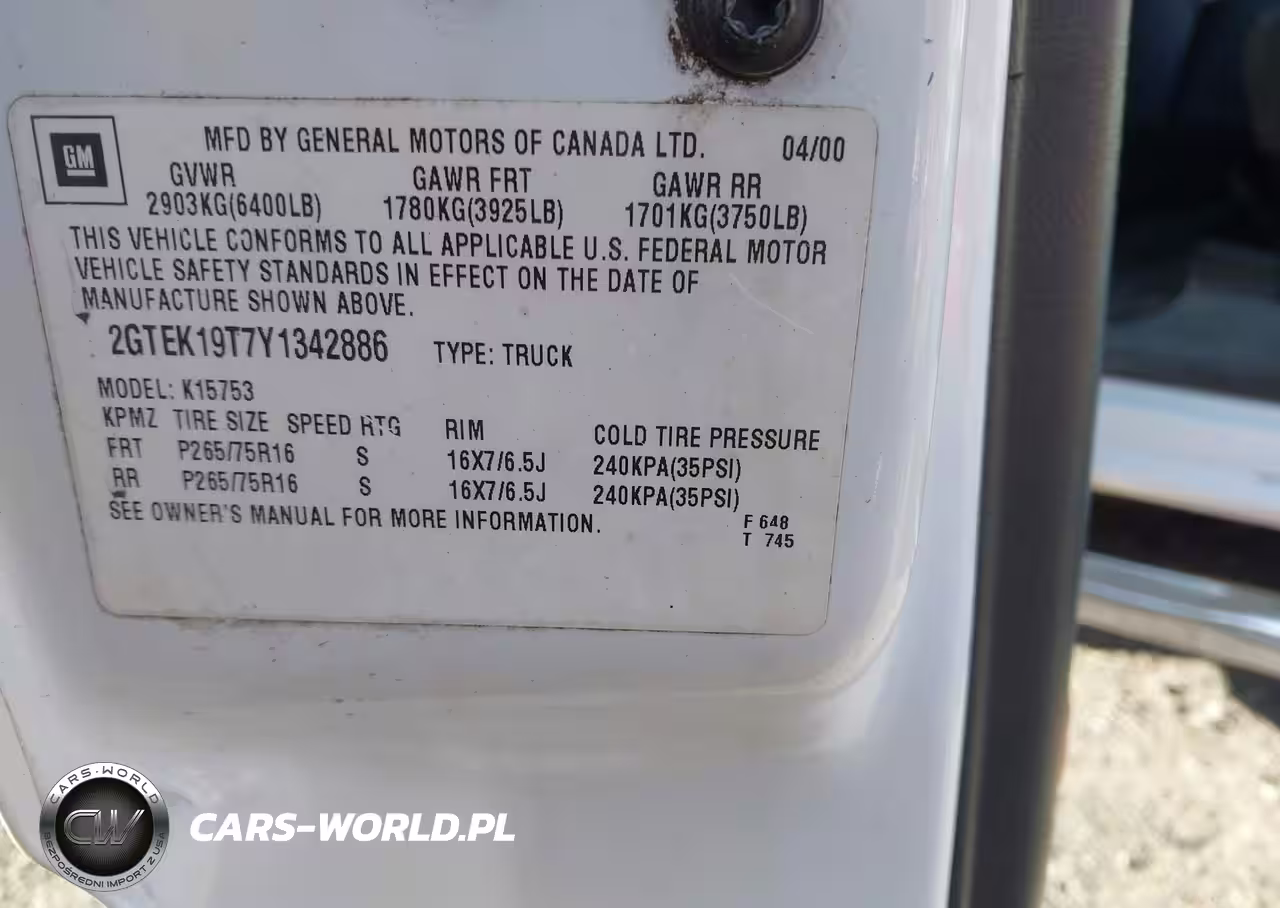 GM
MFD BY GENERAL MOTORS OF CANADA LTD. 04/00
GVWR GAWR FRT GAWR RR
2903KG(6400LB) 1780KG(3925LB) 1701KG(3750LB)
THIS VEHICLE CONFORMS TO ALL APPLICABLE U.S. FEDERAL MOTOR
VEHICLE SAFETY STANDARDS IN EFFECT ON THE DATE OF
MANUFACTURE SHOWN ABOVE.
2GTEK19T7Y1342886 TYPE: TRUCK
MODEL: K15753
KPMZ TIRE SIZE SPEED RTG RIM COLD TIRE PRESSURE
FRT P265/75R16 S 16X7/6.5J 240KPA(35PSI)
RR P265/75R16 S 16X7/6.5J 240KPA(35PSI)
SEE OWNER'S MANUAL FOR MORE INFORMATION.
F 648
T 745
CARS-WORLD
CW
BEZPOŚREDNI IMPORT Z USA
CARS-WORLD.PL